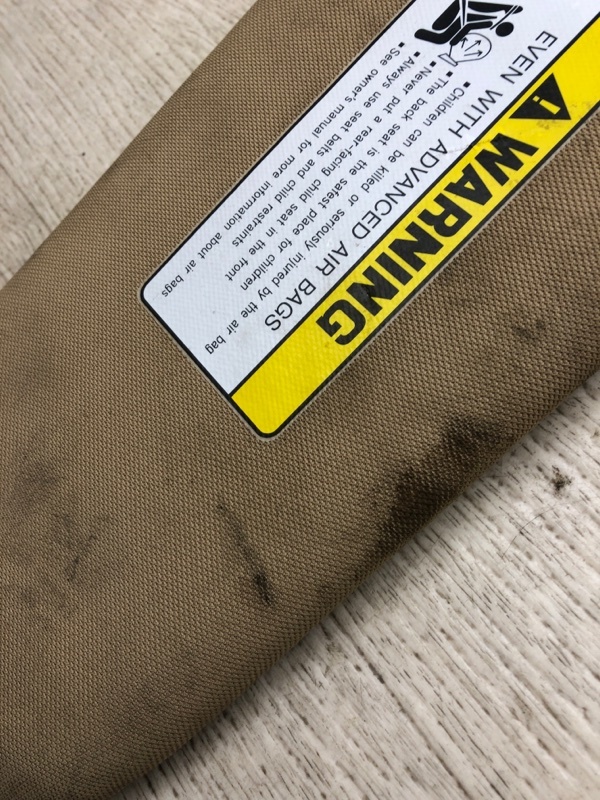 WARNING
EVEN WITH ADVANCED AIR BAGS
▪Children can be killed or seriously injured by the air bag
▪The back seat is the safest place for children
▪Never put a rear-facing child seat in the front
▪Always use seat belts and child restraints
▪See owner's manual for more information about air bags